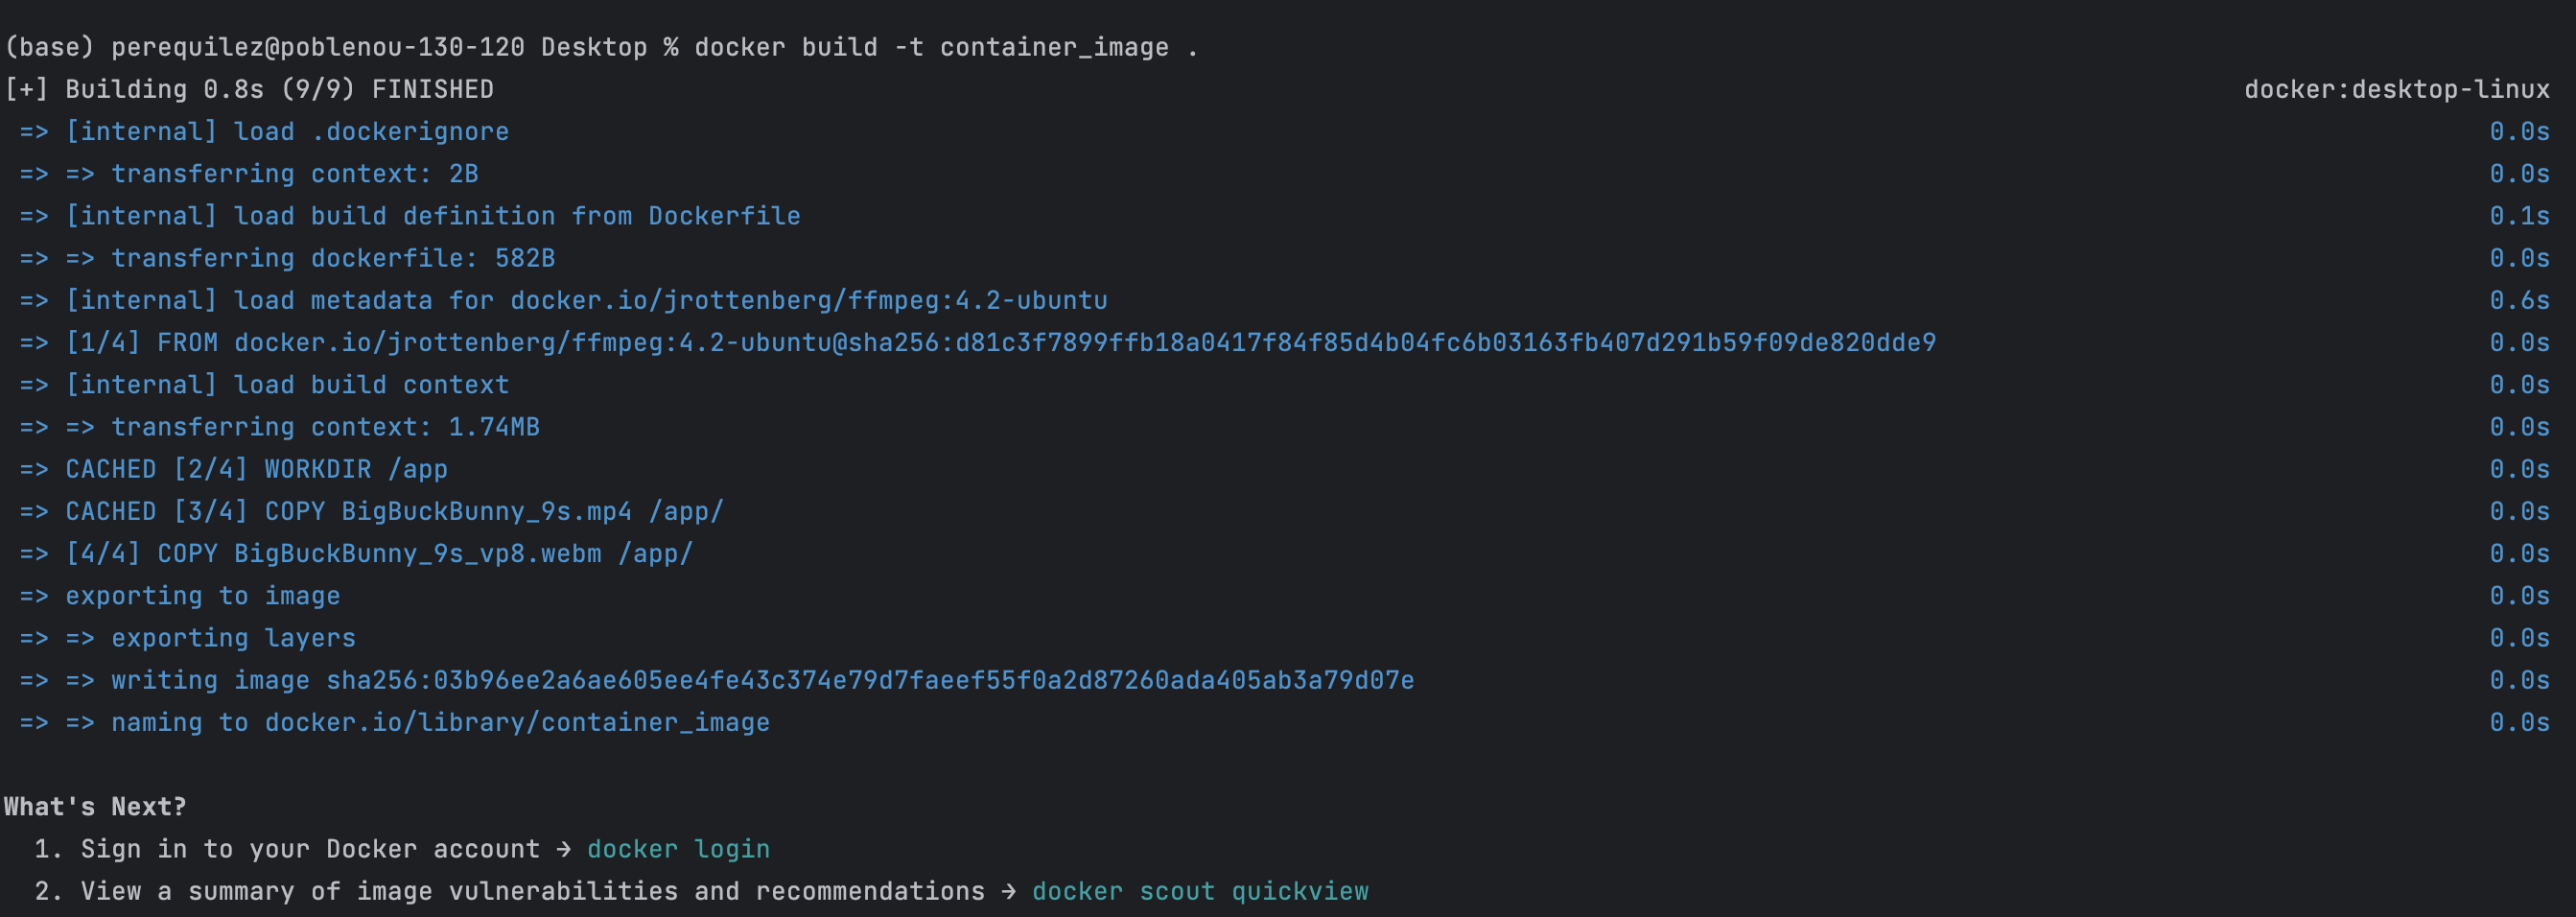 (base) perequilez@poblenou-130-120 Desktop % docker build -t container_image .
[+] Building 0.8s (9/9) FINISHED docker:desktop-linux
=> [internal] load .dockerignore 0.0s
=> => transferring context: 2B 0.0s
=> [internal] load build definition from Dockerfile 0.1s
=> => transferring dockerfile: 582B 0.0s
=> [internal] load metadata for docker.io/jrottenberg/ffmpeg:4.2-ubuntu 0.6s
=> [1/4] FROM docker.io/jrottenberg/ffmpeg:4.2-ubuntu@sha256:d81c3f7899ffb18a0417f84f85d4b04fc6b03163fb407d291b59f09de820dde9 0.0s
=> [internal] load build context 0.0s
=> => transferring context: 1.74MB 0.0s
=> CACHED [2/4] WORKDIR /app 0.0s
=> CACHED [3/4] COPY BigBuckBunny_9s.mp4 /app/ 0.0s
=> [4/4] COPY BigBuckBunny_9s_vp8.webm /app/ 0.0s
=> exporting to image 0.0s
=> => exporting layers 0.0s
=> => writing image sha256:03b96ee2a6ae605ee4fe43c374e79d7faeef55f0a2d87260ada405ab3a79d07e 0.0s
=> => naming to docker.io/library/container_image 0.0s
What's Next?
1. Sign in to your Docker account → docker login
2. View a summary of image vulnerabilities and recommendations → docker scout quickview